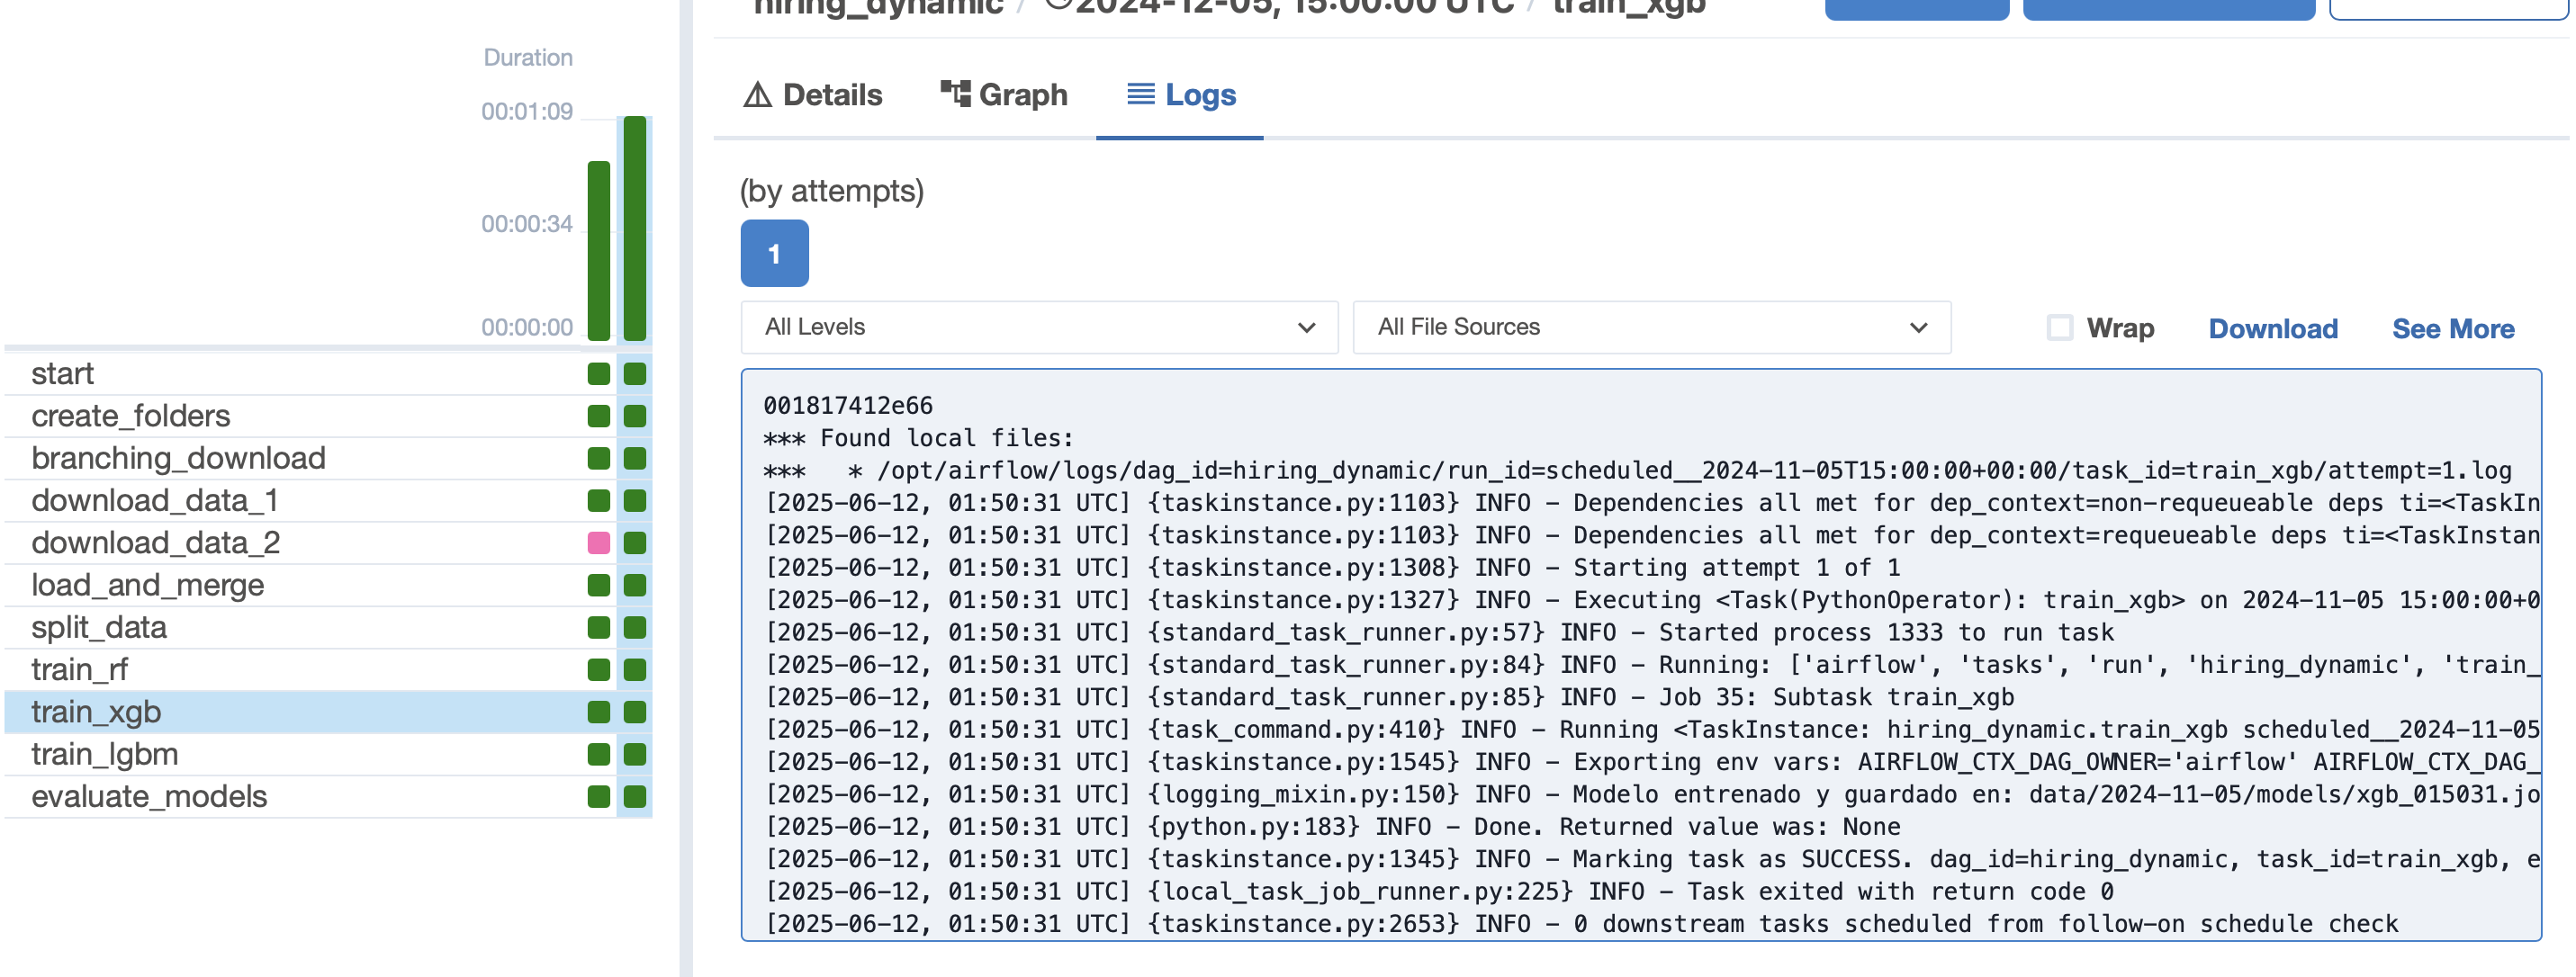 hiring_dynamic / 2024-12-05, 15:00:00 UTC / train_xgb
Duration
00:01:09
00:00:34
00:00:00
start
create_folders
branching_download
download_data_1
download_data_2
load_and_merge
split_data
train_rf
train_xgb
train_lgbm
evaluate_models
Details Graph Logs
(by attempts)
1
All Levels All File Sources Wrap Download See More
001817412e66
*** Found local files:
***   * /opt/airflow/logs/dag_id=hiring_dynamic/run_id=scheduled__2024-11-05T15:00:00+00:00/task_id=train_xgb/attempt=1.log
[2025-06-12, 01:50:31 UTC] {taskinstance.py:1103} INFO - Dependencies all met for dep_context=non-requeueable deps ti=<TaskIn
[2025-06-12, 01:50:31 UTC] {taskinstance.py:1103} INFO - Dependencies all met for dep_context=requeueable deps ti=<TaskInstan
[2025-06-12, 01:50:31 UTC] {taskinstance.py:1308} INFO - Starting attempt 1 of 1
[2025-06-12, 01:50:31 UTC] {taskinstance.py:1327} INFO - Executing <Task(PythonOperator): train_xgb> on 2024-11-05 15:00:00+0
[2025-06-12, 01:50:31 UTC] {standard_task_runner.py:57} INFO - Started process 1333 to run task
[2025-06-12, 01:50:31 UTC] {standard_task_runner.py:84} INFO - Running: ['airflow', 'tasks', 'run', 'hiring_dynamic', 'train_
[2025-06-12, 01:50:31 UTC] {standard_task_runner.py:85} INFO - Job 35: Subtask train_xgb
[2025-06-12, 01:50:31 UTC] {task_command.py:410} INFO - Running <TaskInstance: hiring_dynamic.train_xgb scheduled__2024-11-05
[2025-06-12, 01:50:31 UTC] {taskinstance.py:1545} INFO - Exporting env vars: AIRFLOW_CTX_DAG_OWNER='airflow' AIRFLOW_CTX_DAG_
[2025-06-12, 01:50:31 UTC] {logging_mixin.py:150} INFO - Modelo entrenado y guardado en: data/2024-11-05/models/xgb_015031.jo
[2025-06-12, 01:50:31 UTC] {python.py:183} INFO - Done. Returned value was: None
[2025-06-12, 01:50:31 UTC] {taskinstance.py:1345} INFO - Marking task as SUCCESS. dag_id=hiring_dynamic, task_id=train_xgb, e
[2025-06-12, 01:50:31 UTC] {local_task_job_runner.py:225} INFO - Task exited with return code 0
[2025-06-12, 01:50:31 UTC] {taskinstance.py:2653} INFO - 0 downstream tasks scheduled from follow-on schedule check